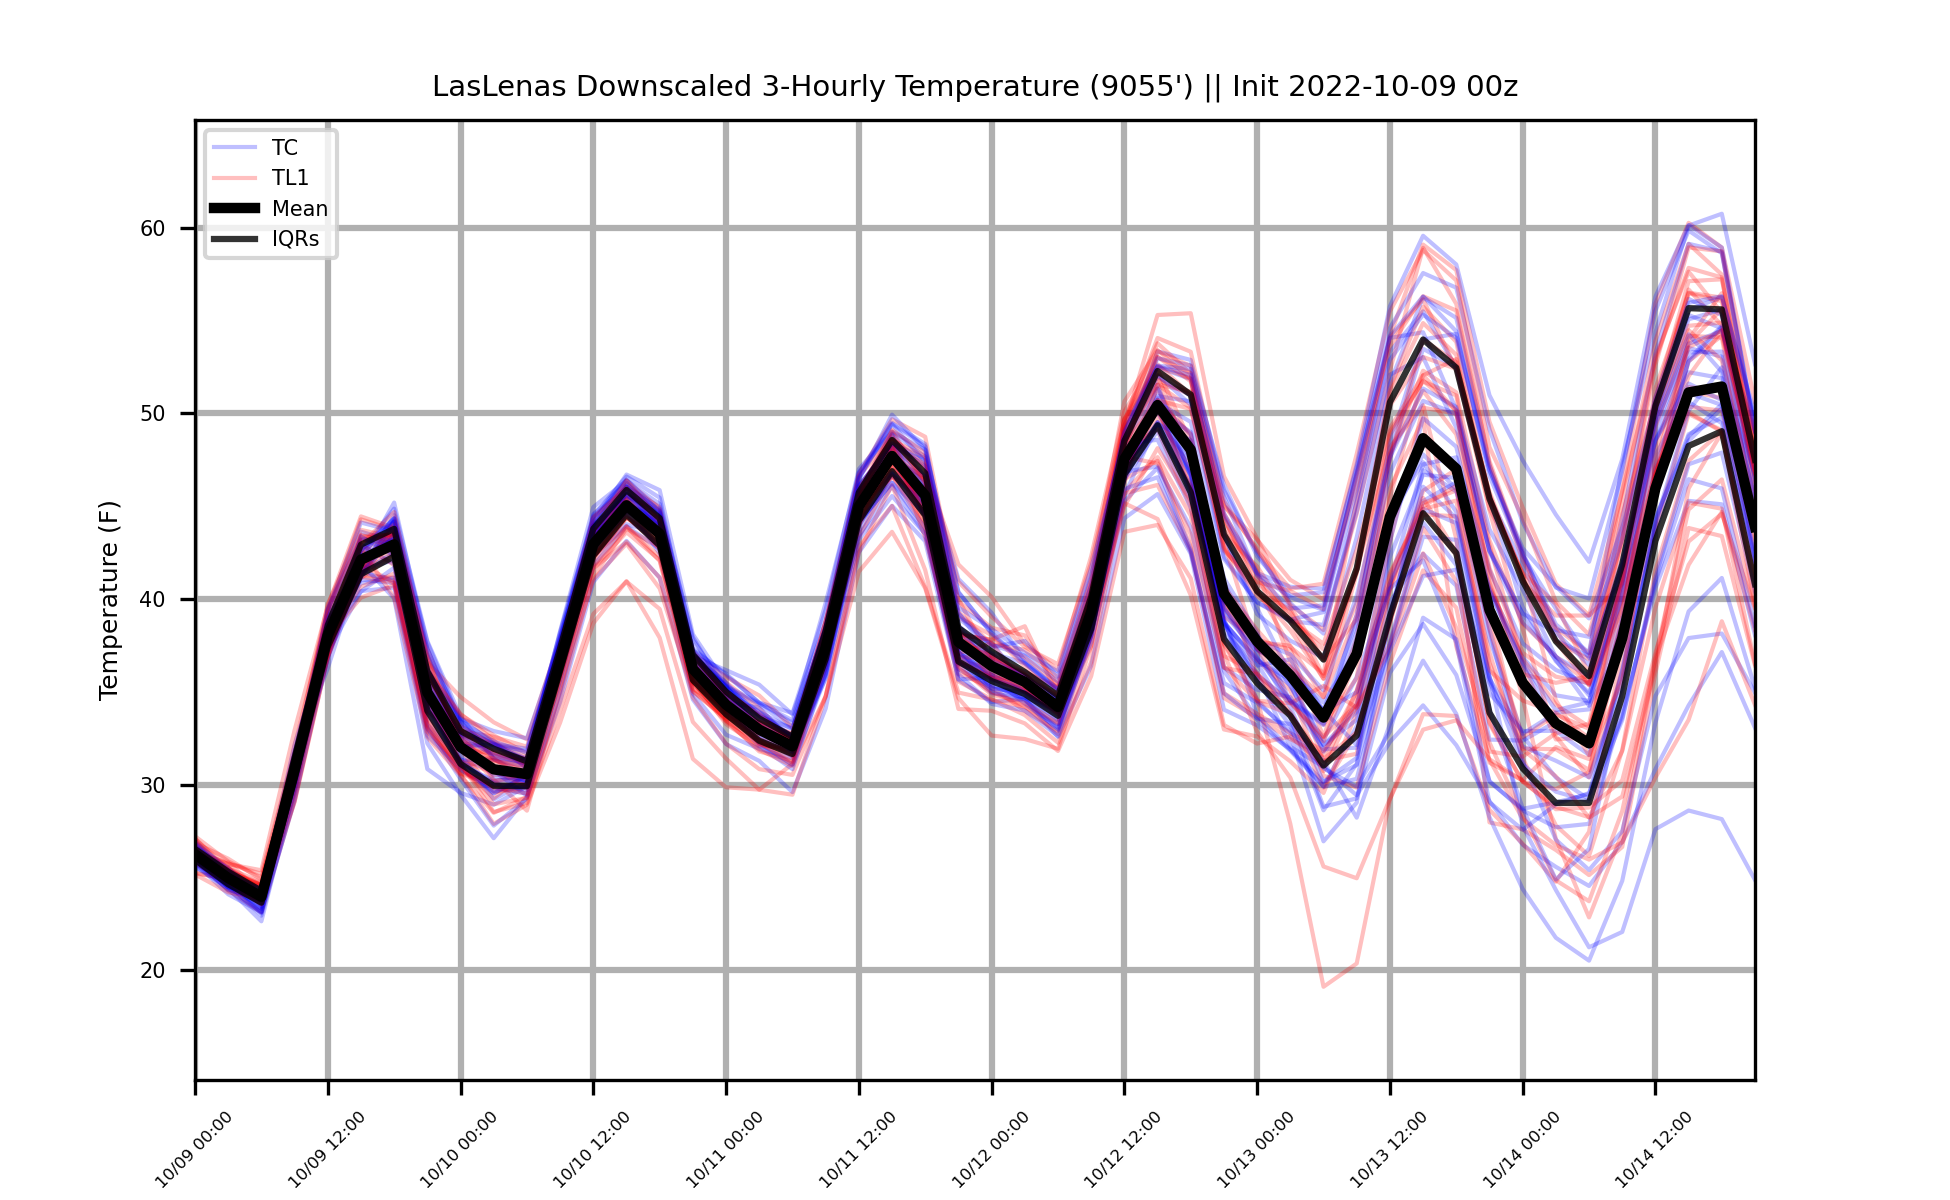 LasLenas Downscaled 3-Hourly Temperature (9055') || Init 2022-10-09 00z
TC
TL1
Mean
IQRs
60
50
40
30
20
Temperature (F)
10/09 00:00
10/09 12:00
10/10 00:00
10/10 12:00
10/11 00:00
10/11 12:00
10/12 00:00
10/12 12:00
10/13 00:00
10/13 12:00
10/14 00:00
10/14 12:00